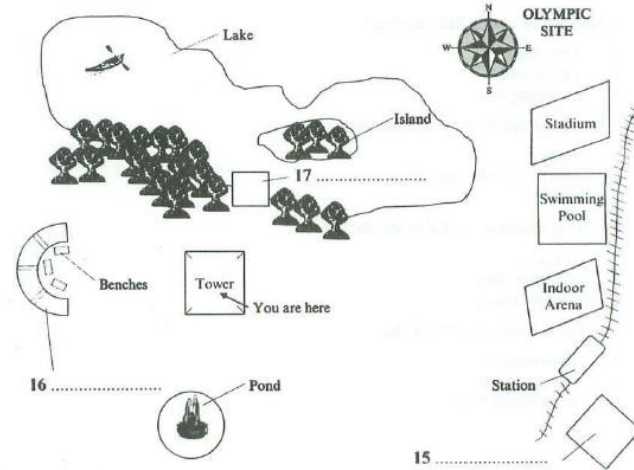 N
OLYMPIC
SITE
W
E
S
Lake
Island
Stadium
17 ........................
Swimming
Pool
Benches
Tower
You are here
Indoor
Arena
16 ........................
Pond
Station
15 ........................